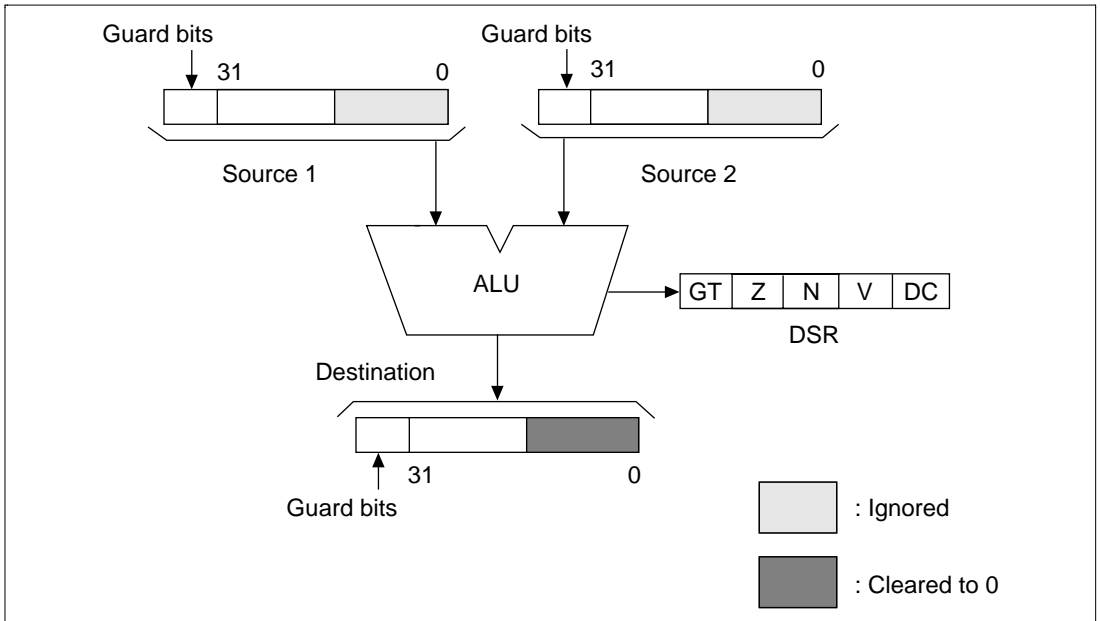 Guard bits Guard bits
31 0 31 0
Source 1 Source 2
ALU
GT Z N V DC
DSR
Destination
31 0
Guard bits
: Ignored
: Cleared to 0